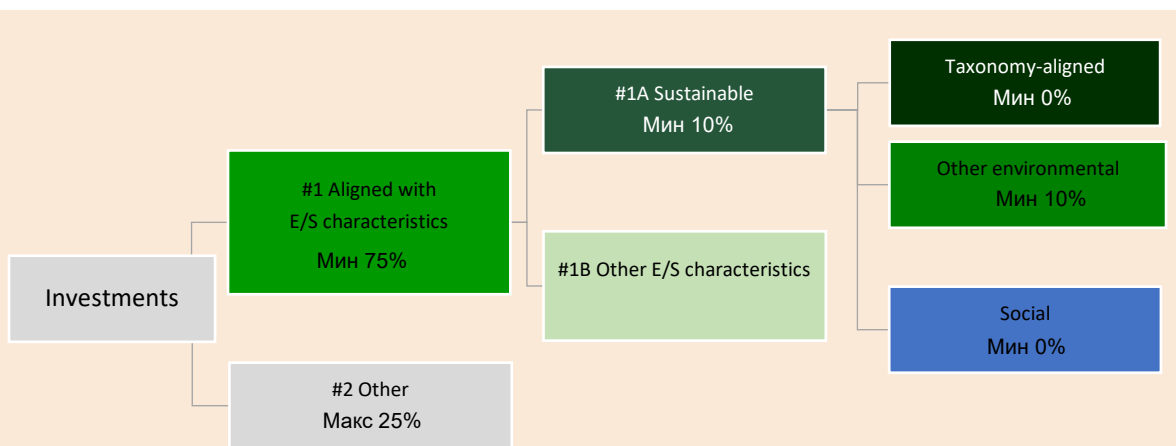 Investments
#1 Aligned with
E/S characteristics
Мин 75%
#2 Other
Макс 25%
#1A Sustainable
Мин 10%
#1B Other E/S characteristics
Taxonomy-aligned
Мин 0%
Other environmental
Мин 10%
Social
Мин 0%